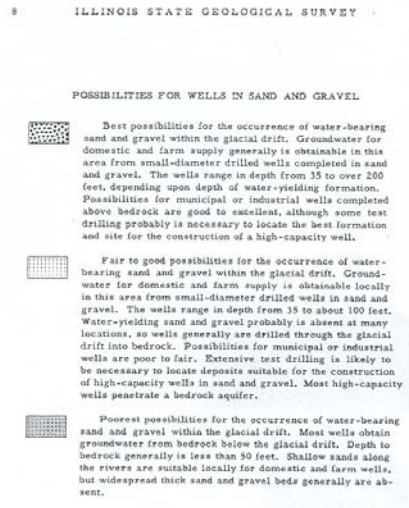 8 ILLINOIS STATE GEOLOGICAL SURVEY
POSSIBILITIES FOR WELLS IN SAND AND GRAVEL
Best possibilities for the occurrence of water-bearing
sand and gravel within the glacial drift. Groundwater for
domestic and farm supply generally is obtainable in this
area from small-diameter drilled wells completed in sand
and gravel. The wells range in depth from 35 to over 200
feet, depending upon depth of water-yielding formation.
Possibilities for municipal or industrial wells completed
above bedrock are good to excellent, although some test
drilling probably is necessary to locate the best formation
and site for the construction of a high-capacity well.
Fair to good possibilities for the occurrence of water-
bearing sand and gravel within the glacial drift. Ground-
water for domestic and farm supply is obtainable locally
in this area from small-diameter drilled wells in sand and
gravel. The wells range in depth from 35 to about 100 feet.
Water-yielding sand and gravel probably is absent at many
locations, so wells generally are drilled through the glacial
drift into bedrock. Possibilities for municipal or industrial
wells are poor to fair. Extensive test drilling is likely to
be necessary to locate deposits suitable for the construction
of high-capacity wells in sand and gravel. Most high-capacity
wells penetrate a bedrock aquifer.
Poorest possibilities for the occurrence of water-bearing
sand and gravel within the glacial drift. Most wells obtain
groundwater from bedrock below the glacial drift. Depth to
bedrock generally is less than 50 feet. Shallow sands along
the rivers are suitable locally for domestic and farm wells,
but widespread thick sand and gravel beds generally are ab-
sent.